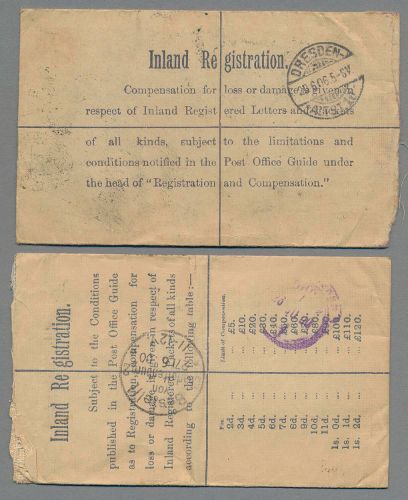 Inland Registration.
Compensation for loss or damage is given in
respect of Inland Registered Letters and
of all kinds, subject to the limitations and
conditions notified in the Post Office Guide under
the head of "Registration and Compensation."
DRESDEN-
ALTST.
Inland Registration.
Subject to the Conditions
published in the Post Office Guide
as to Registration, compensation for
loss or damage is given in respect of
Inland Registered Packets of all kinds
according to the following table:—
Fee Limit of Compensation.
2d. ... ... £5.
3d. ... ... £10.
4d. ... ... £20.
5d. ... ... £30.
6d. ... ... £40.
7d. ... ... £50.
8d. ... ... £60.
9d. ... ... £70.
10d. ... ... £80.
11d. ... ... £90.
1s. 0d. ... ... £100.
1s. 1d. ... ... £110.
1s. 2d. ... ... £120.